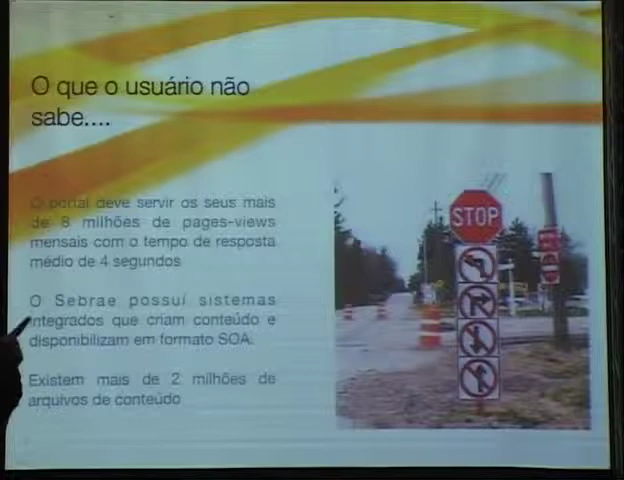 O que o usuário não
sabe....
O portal deve servir os seus mais
de 8 milhões de pages-views
mensais com o tempo de resposta
médio de 4 segundos
O Sebrae possui sistemas
integrados que criam conteúdo e
disponibilizam em formato SOA.
Existem mais de 2 milhões de
arquivos de conteúdo
STOP